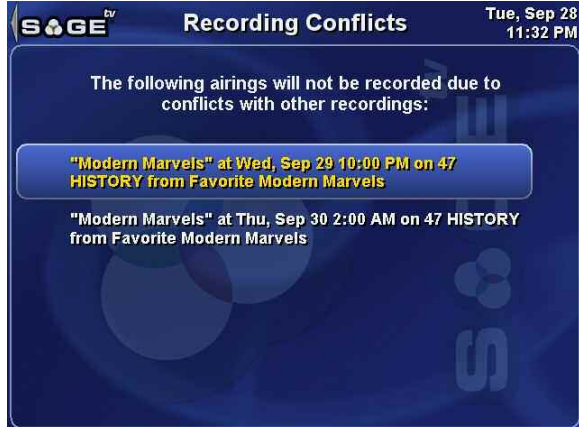 SAGE tv
Recording Conflicts
Tue, Sep 28
11:32 PM
The following airings will not be recorded due to
conflicts with other recordings:
"Modern Marvels" at Wed, Sep 29 10:00 PM on 47
HISTORY from Favorite Modern Marvels
"Modern Marvels" at Thu, Sep 30 2:00 AM on 47 HISTORY
from Favorite Modern Marvels
SAGE tv